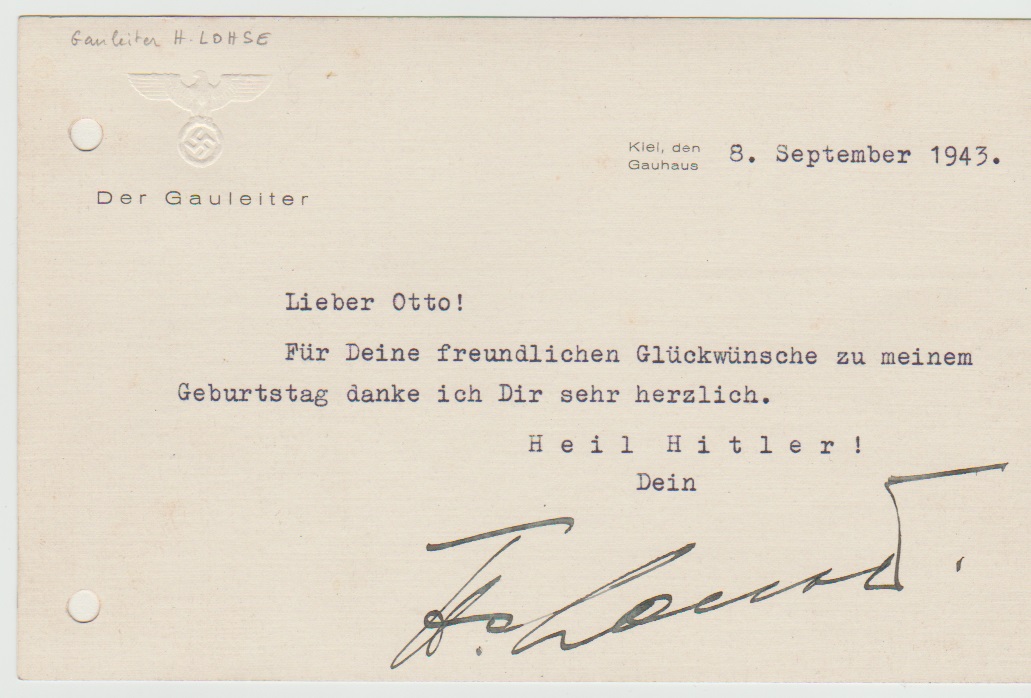 Gauleiter H. LOHSE
Der Gauleiter
Kiel, den
Gauhaus
8. September 1943.
Lieber Otto!
Für Deine freundlichen Glückwünsche zu meinem
Geburtstag danke ich Dir sehr herzlich.
Heil Hitler!
Dein